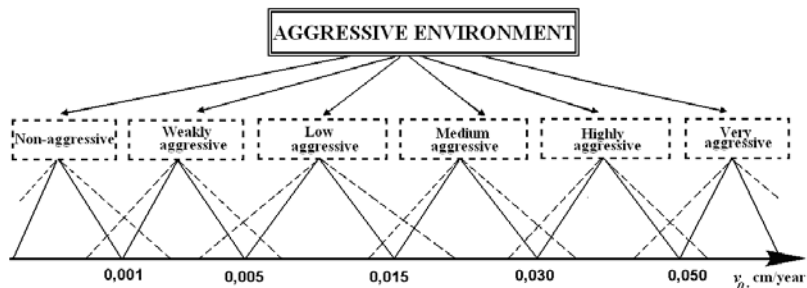 AGGRESSIVE ENVIRONMENT
Non-aggressive
Weakly
aggressive
Low
aggressive
Medium
aggressive
Highly
aggressive
Very
aggressive
0,001
0,005
0,015
0,030
0,050
v₀, cm/year